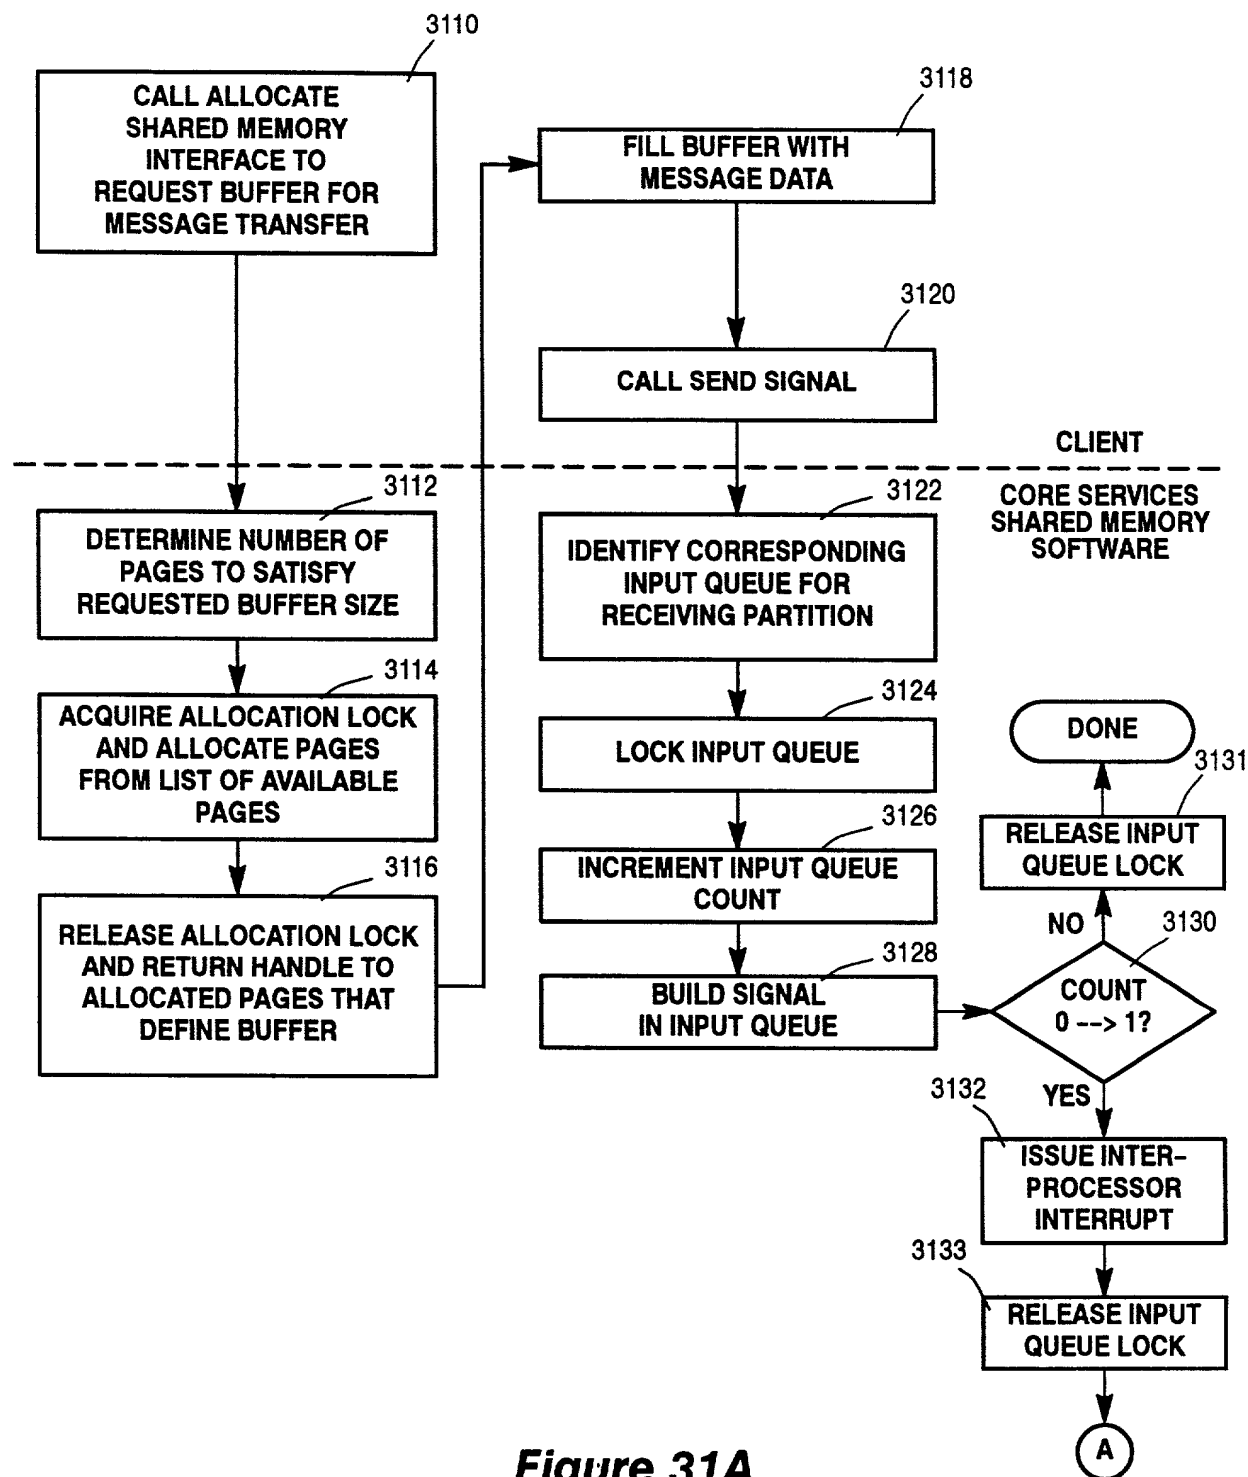 3110
CALL ALLOCATE
SHARED MEMORY
INTERFACE TO
REQUEST BUFFER FOR
MESSAGE TRANSFER
3112
DETERMINE NUMBER OF
PAGES TO SATISFY
REQUESTED BUFFER SIZE
3114
ACQUIRE ALLOCATION LOCK
AND ALLOCATE PAGES
FROM LIST OF AVAILABLE
PAGES
3116
RELEASE ALLOCATION LOCK
AND RETURN HANDLE TO
ALLOCATED PAGES THAT
DEFINE BUFFER
3118
FILL BUFFER WITH
MESSAGE DATA
3120
CALL SEND SIGNAL
CLIENT
CORE SERVICES
SHARED MEMORY
SOFTWARE
3122
IDENTIFY CORRESPONDING
INPUT QUEUE FOR
RECEIVING PARTITION
3124
LOCK INPUT QUEUE
3126
INCREMENT INPUT QUEUE
COUNT
3128
BUILD SIGNAL
IN INPUT QUEUE
DONE
3131
RELEASE INPUT
QUEUE LOCK
NO
3130
COUNT
0 --> 1?
YES
3132
ISSUE INTER-
PROCESSOR
INTERRUPT
3133
RELEASE INPUT
QUEUE LOCK
A
Figure 31A